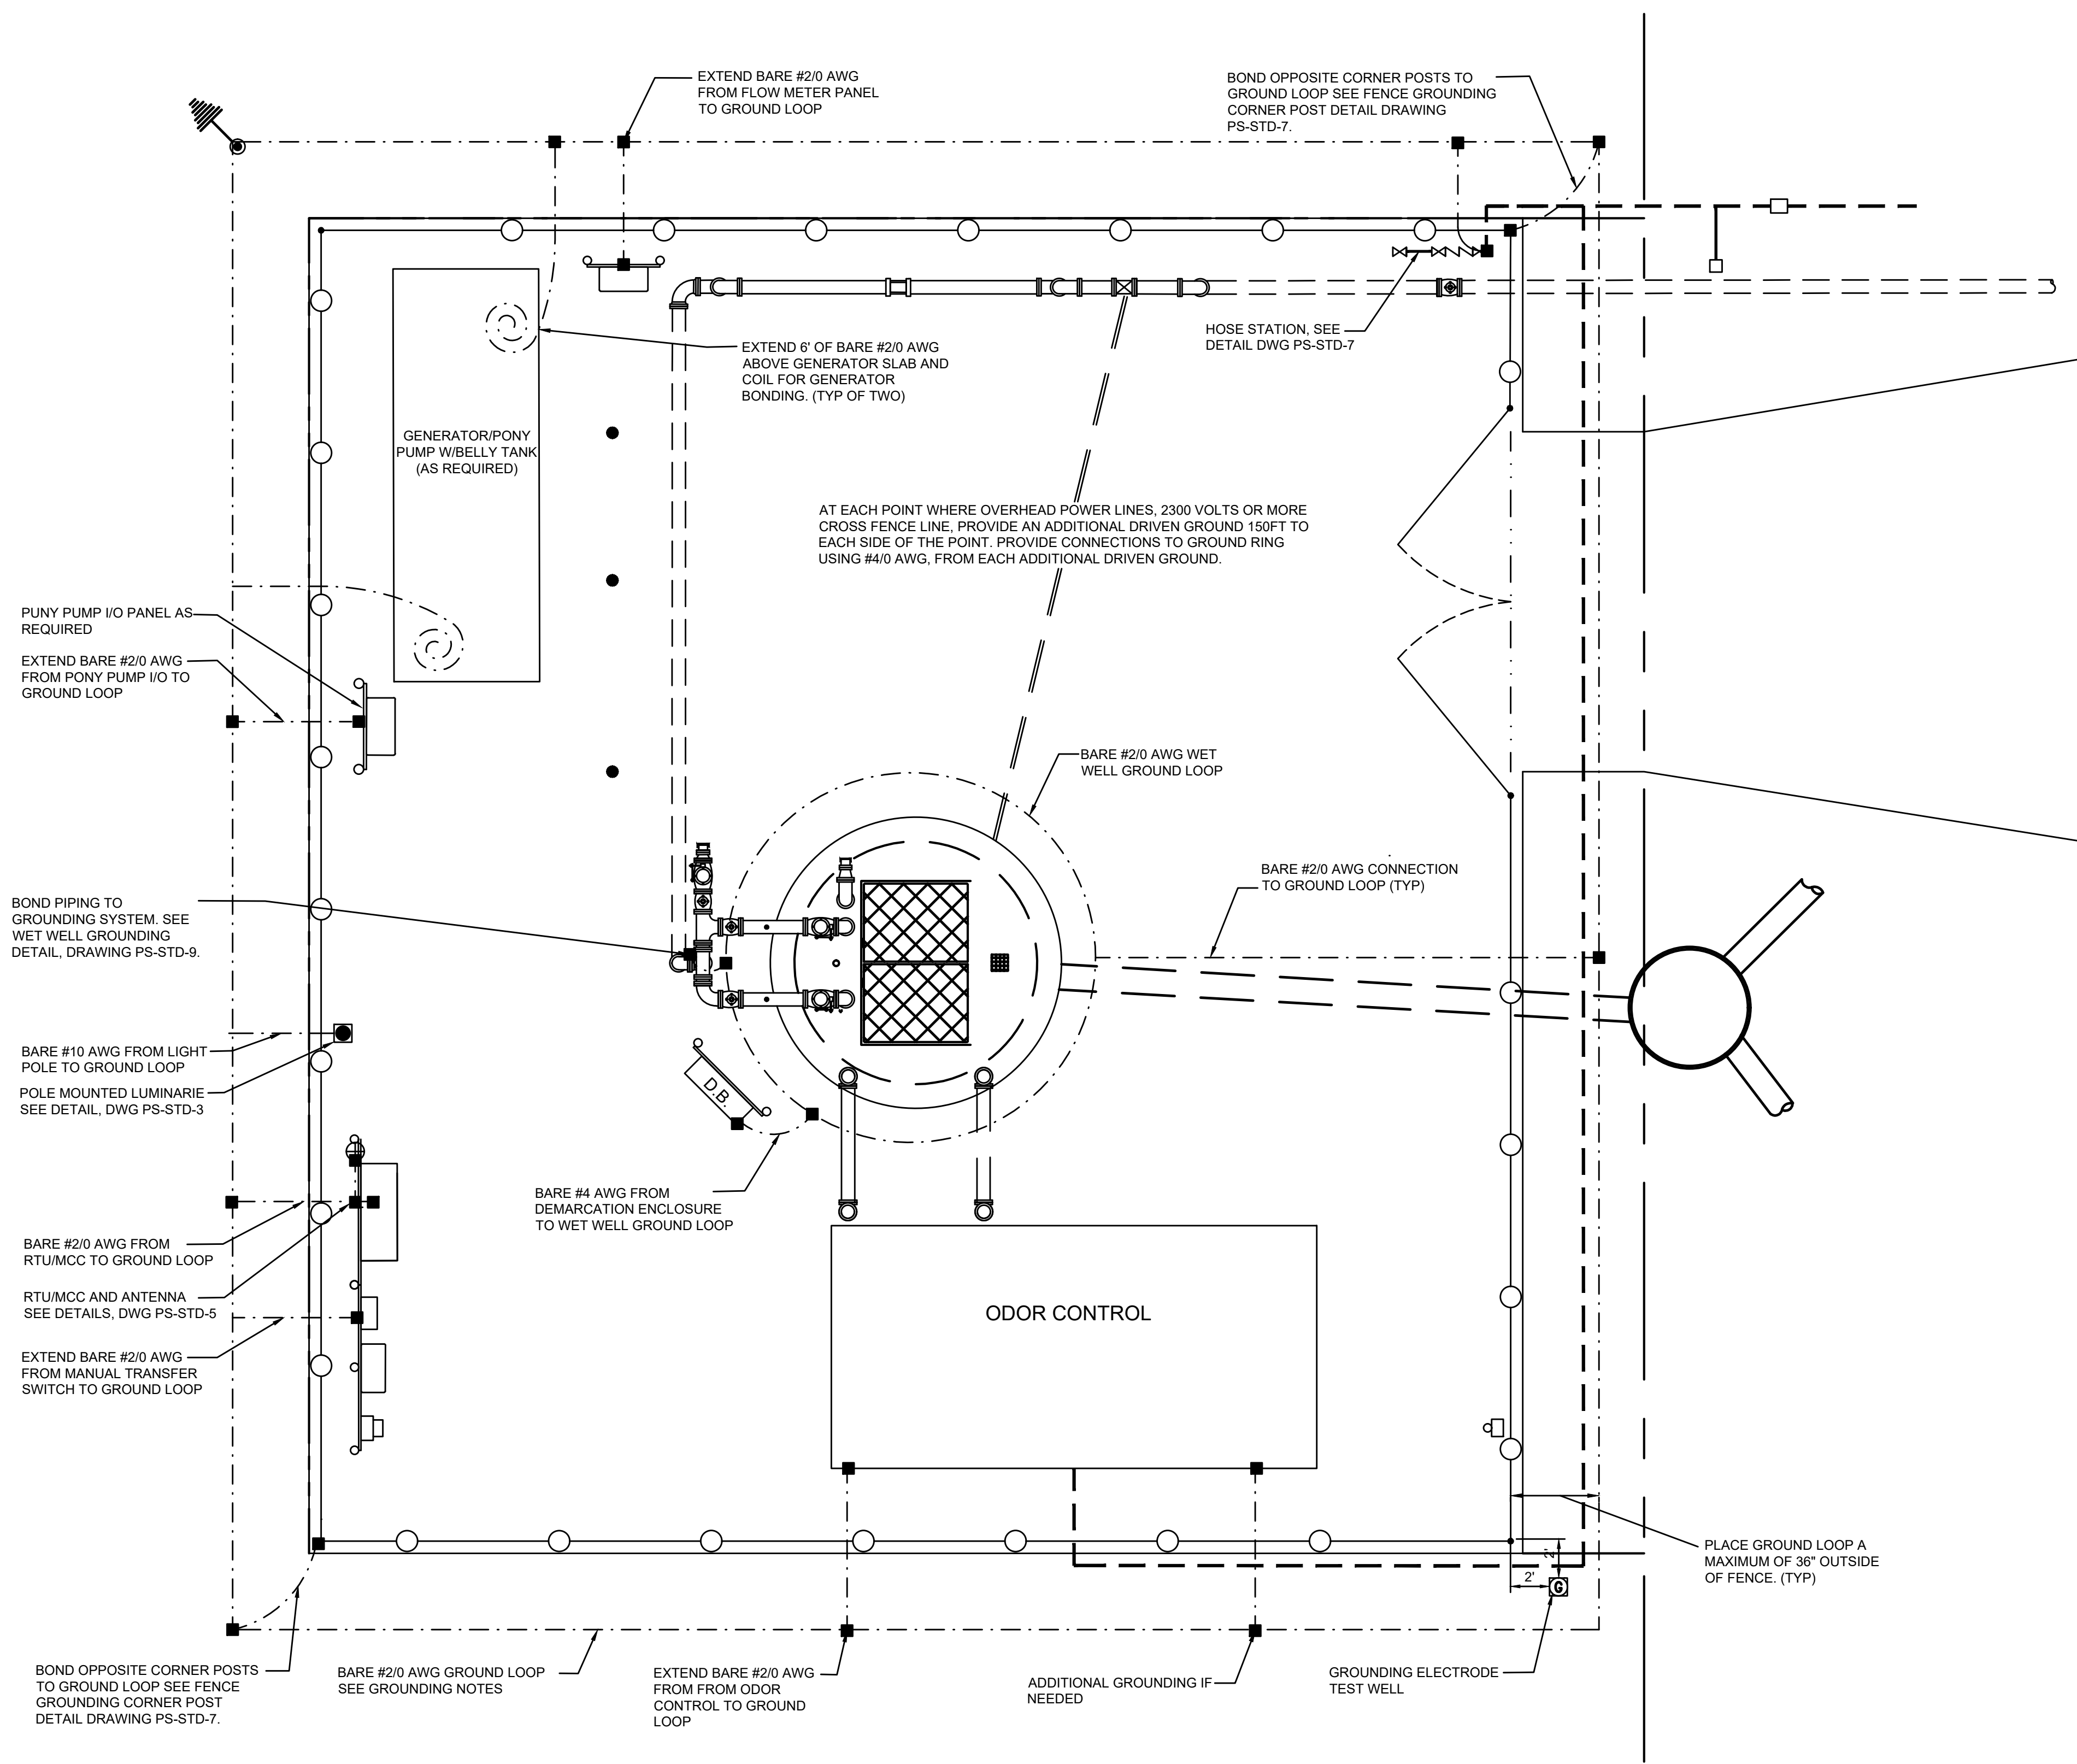 EXTEND BARE #2/0 AWG
FROM FLOW METER PANEL
TO GROUND LOOP
BOND OPPOSITE CORNER POSTS TO
GROUND LOOP SEE FENCE GROUNDING
CORNER POST DETAIL DRAWING
PS-STD-7.
HOSE STATION, SEE
DETAIL DWG PS-STD-7
EXTEND 6' OF BARE #2/0 AWG
ABOVE GENERATOR SLAB AND
COIL FOR GENERATOR
BONDING. (TYP OF TWO)
GENERATOR/PONY
PUMP W/BELLY TANK
(AS REQUIRED)
AT EACH POINT WHERE OVERHEAD POWER LINES, 2300 VOLTS OR MORE
CROSS FENCE LINE, PROVIDE AN ADDITIONAL DRIVEN GROUND 150FT TO
EACH SIDE OF THE POINT. PROVIDE CONNECTIONS TO GROUND RING
USING #4/0 AWG, FROM EACH ADDITIONAL DRIVEN GROUND.
PUNY PUMP I/O PANEL AS
REQUIRED
EXTEND BARE #2/0 AWG
FROM PONY PUMP I/O TO
GROUND LOOP
BARE #2/0 AWG WET
WELL GROUND LOOP
BARE #2/0 AWG CONNECTION
TO GROUND LOOP (TYP)
BOND PIPING TO
GROUNDING SYSTEM. SEE
WET WELL GROUNDING
DETAIL, DRAWING PS-STD-9.
BARE #10 AWG FROM LIGHT
POLE TO GROUND LOOP
POLE MOUNTED LUMINARIE
SEE DETAIL, DWG PS-STD-3
D.B.
BARE #4 AWG FROM
DEMARCATION ENCLOSURE
TO WET WELL GROUND LOOP
BARE #2/0 AWG FROM
RTU/MCC TO GROUND LOOP
RTU/MCC AND ANTENNA
SEE DETAILS, DWG PS-STD-5
EXTEND BARE #2/0 AWG
FROM MANUAL TRANSFER
SWITCH TO GROUND LOOP
ODOR CONTROL
PLACE GROUND LOOP A
MAXIMUM OF 36" OUTSIDE
OF FENCE. (TYP)
2'
2'
G
BOND OPPOSITE CORNER POSTS
TO GROUND LOOP SEE FENCE
GROUNDING CORNER POST
DETAIL DRAWING PS-STD-7.
BARE #2/0 AWG GROUND LOOP
SEE GROUNDING NOTES
EXTEND BARE #2/0 AWG
FROM FROM ODOR
CONTROL TO GROUND
LOOP
ADDITIONAL GROUNDING IF
NEEDED
GROUNDING ELECTRODE
TEST WELL